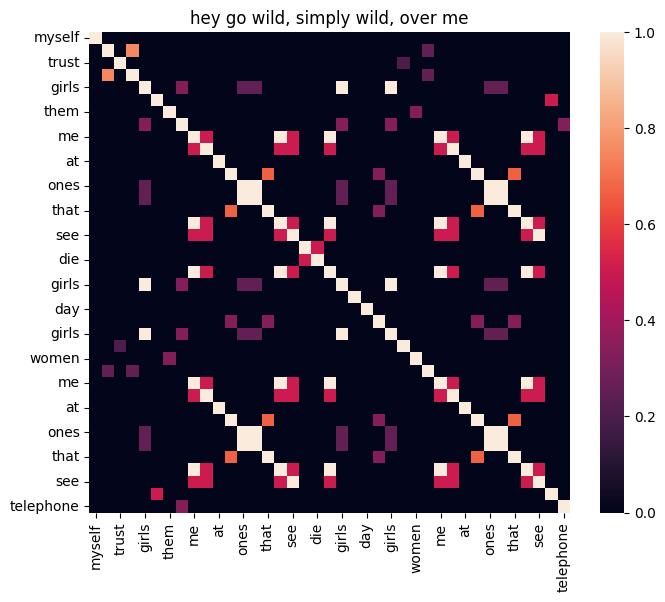 hey go wild, simply wild, over me
myself
trust
girls
them
me
at
ones
that
see
die
girls
day
girls
women
me
at
ones
that
see
telephone
myself
trust
girls
them
me
at
ones
that
see
die
girls
day
girls
women
me
at
ones
that
see
telephone
1.0
0.8
0.6
0.4
0.2
0.0